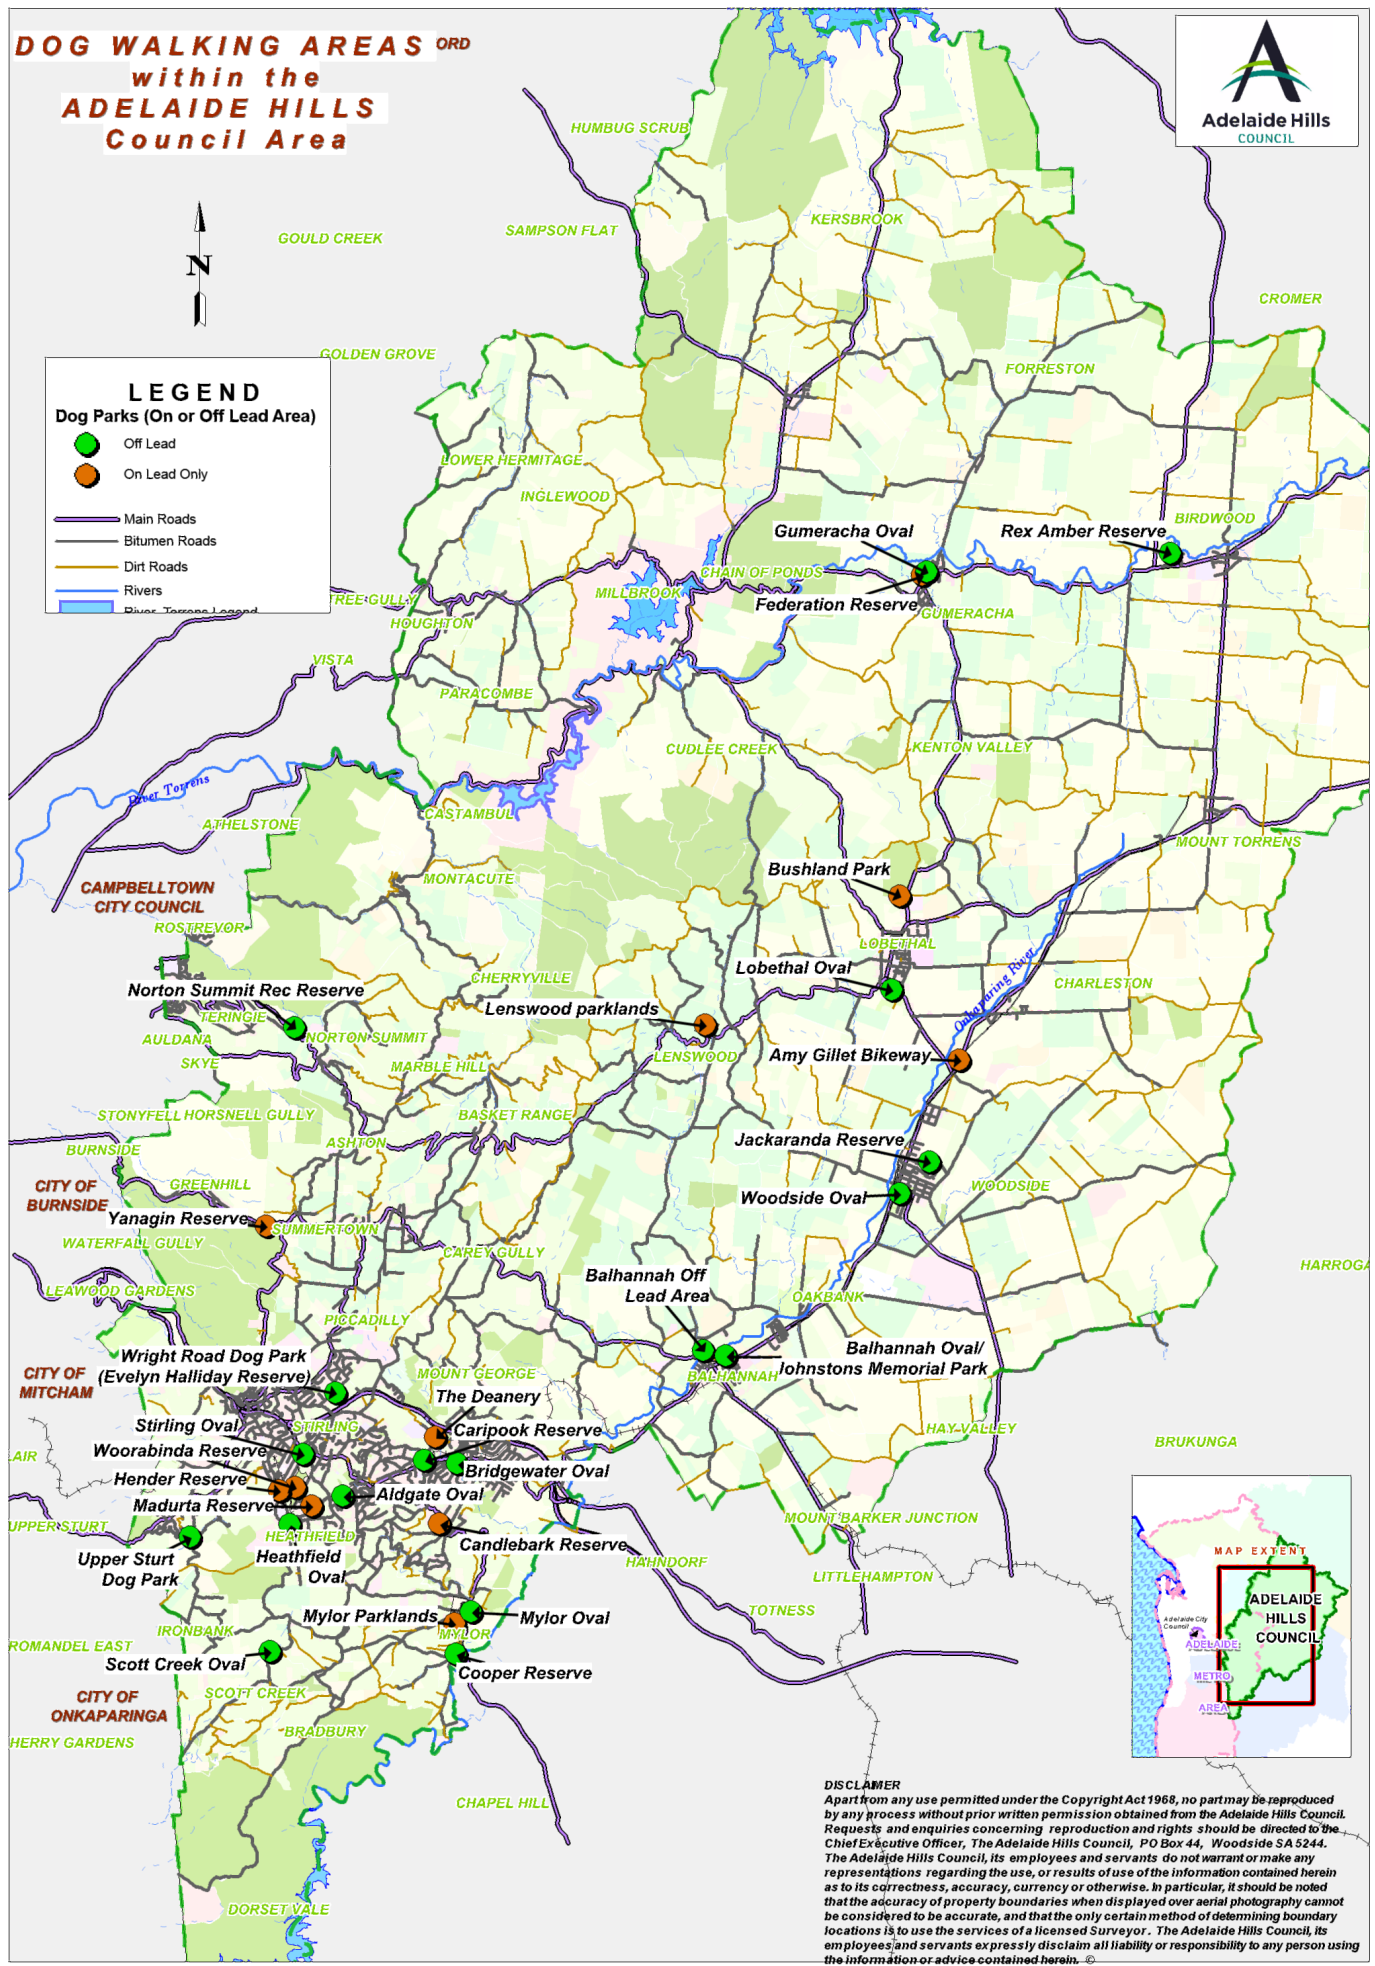 DOG WALKING AREAS
within the
ADELAIDE HILLS
Council Area
ORD
Adelaide Hills
COUNCIL
HUMBUG SCRUB
KERSBROOK
SAMPSON FLAT
GOULD CREEK
N
CROMER
GOLDEN GROVE
FORRESTON
LEGEND
Dog Parks (On or Off Lead Area)
Off Lead
On Lead Only
Main Roads
Bitumen Roads
Dirt Roads
Rivers
River Torrens Legend
LOWER HERMITAGE
INGLEWOOD
BIRDWOOD
Gumeracha Oval
Rex Amber Reserve
CHAIN OF PONDS
MILLBROOK
TREE GULLY
Federation Reserve
GUMERACHA
HOUGHTON
VISTA
PARACOMBE
CUDLEE CREEK
KENTON VALLEY
River Torrens
CASTAMBUL
ATHELSTONE
MOUNT TORRENS
Bushland Park
MONTACUTE
CAMPBELLTOWN
CITY COUNCIL
ROSTREVOR
LOBETHAL
Lobethal Oval
CHERRYVILLE
CHARLESTON
Onkaparing River
Norton Summit Rec Reserve
Lenswood parklands
TERINGIE
NORTON SUMMIT
AULDANA
SKYE
LENSWOOD
Amy Gillet Bikeway
MARBLE HILL
STONYFELL
HORSNELL GULLY
BASKET RANGE
ASHTON
Jackaranda Reserve
BURNSIDE
CITY OF
BURNSIDE
GREENHILL
WOODSIDE
Woodside Oval
Yanagin Reserve
SUMMERTOWN
WATERFALL GULLY
CAREY GULLY
HARROGA
Balhannah Off
Lead Area
LEAWOOD GARDENS
OAKBANK
PICCADILLY
Balhannah Oval/
Johnstons Memorial Park
Wright Road Dog Park
(Evelyn Halliday Reserve)
CITY OF
MITCHAM
MOUNT GEORGE
BALHANNAH
The Deanery
Stirling Oval
STIRLING
Caripook Reserve
HAY VALLEY
BRUKUNGA
Woorabinda Reserve
LAIR
Bridgewater Oval
Hender Reserve
Aldgate Oval
Madurta Reserve
UPPER STURT
HEATHFIELD
MOUNT BARKER JUNCTION
Candlebark Reserve
Upper Sturt
Dog Park
Heathfield
Oval
HAHNDORF
LITTLEHAMPTON
Mylor Parklands
Mylor Oval
TOTNESS
IRONBANK
MYLOR
ROMANDEL EAST
Scott Creek Oval
Cooper Reserve
CITY OF
ONKAPARINGA
SCOTT CREEK
BRADBURY
HERRY GARDENS
CHAPEL HILL
DORSET VALE
MAP EXTENT
ADELAIDE
HILLS
COUNCIL
Adelaide City
Council
ADELAIDE
METRO
AREA
DISCLAIMER
Apart from any use permitted under the Copyright Act 1968, no part may be reproduced
by any process without prior written permission obtained from the Adelaide Hills Council.
Requests and enquiries concerning reproduction and rights should be directed to the
Chief Executive Officer, The Adelaide Hills Council, PO Box 44, Woodside SA 5244.
The Adelaide Hills Council, its employees and servants do not warrant or make any
representations regarding the use, or results of use of the information contained herein
as to its correctness, accuracy, currency or otherwise. In particular, it should be noted
that the accuracy of property boundaries when displayed over aerial photography cannot
be considered to be accurate, and that the only certain method of determining boundary
locations is to use the services of a licensed Surveyor. The Adelaide Hills Council, its
employees and servants expressly disclaim all liability or responsibility to any person using
the information or advice contained herein. ©